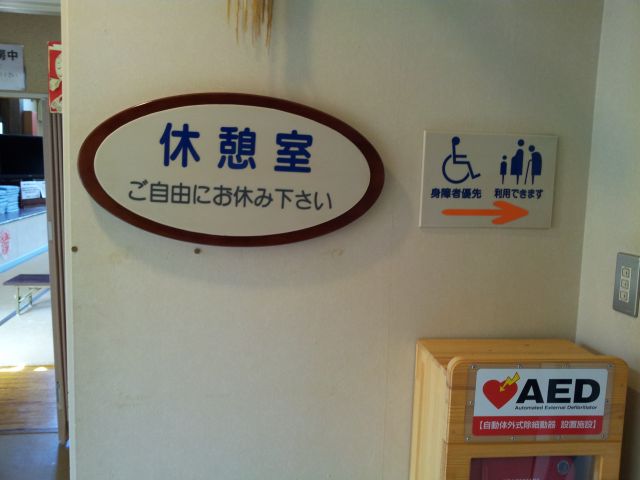 休憩室
ご自由にお休み下さい
身障者優先 利用できます
AED
Automated External Defibrillator
【自動体外式除細動器 設置施設】